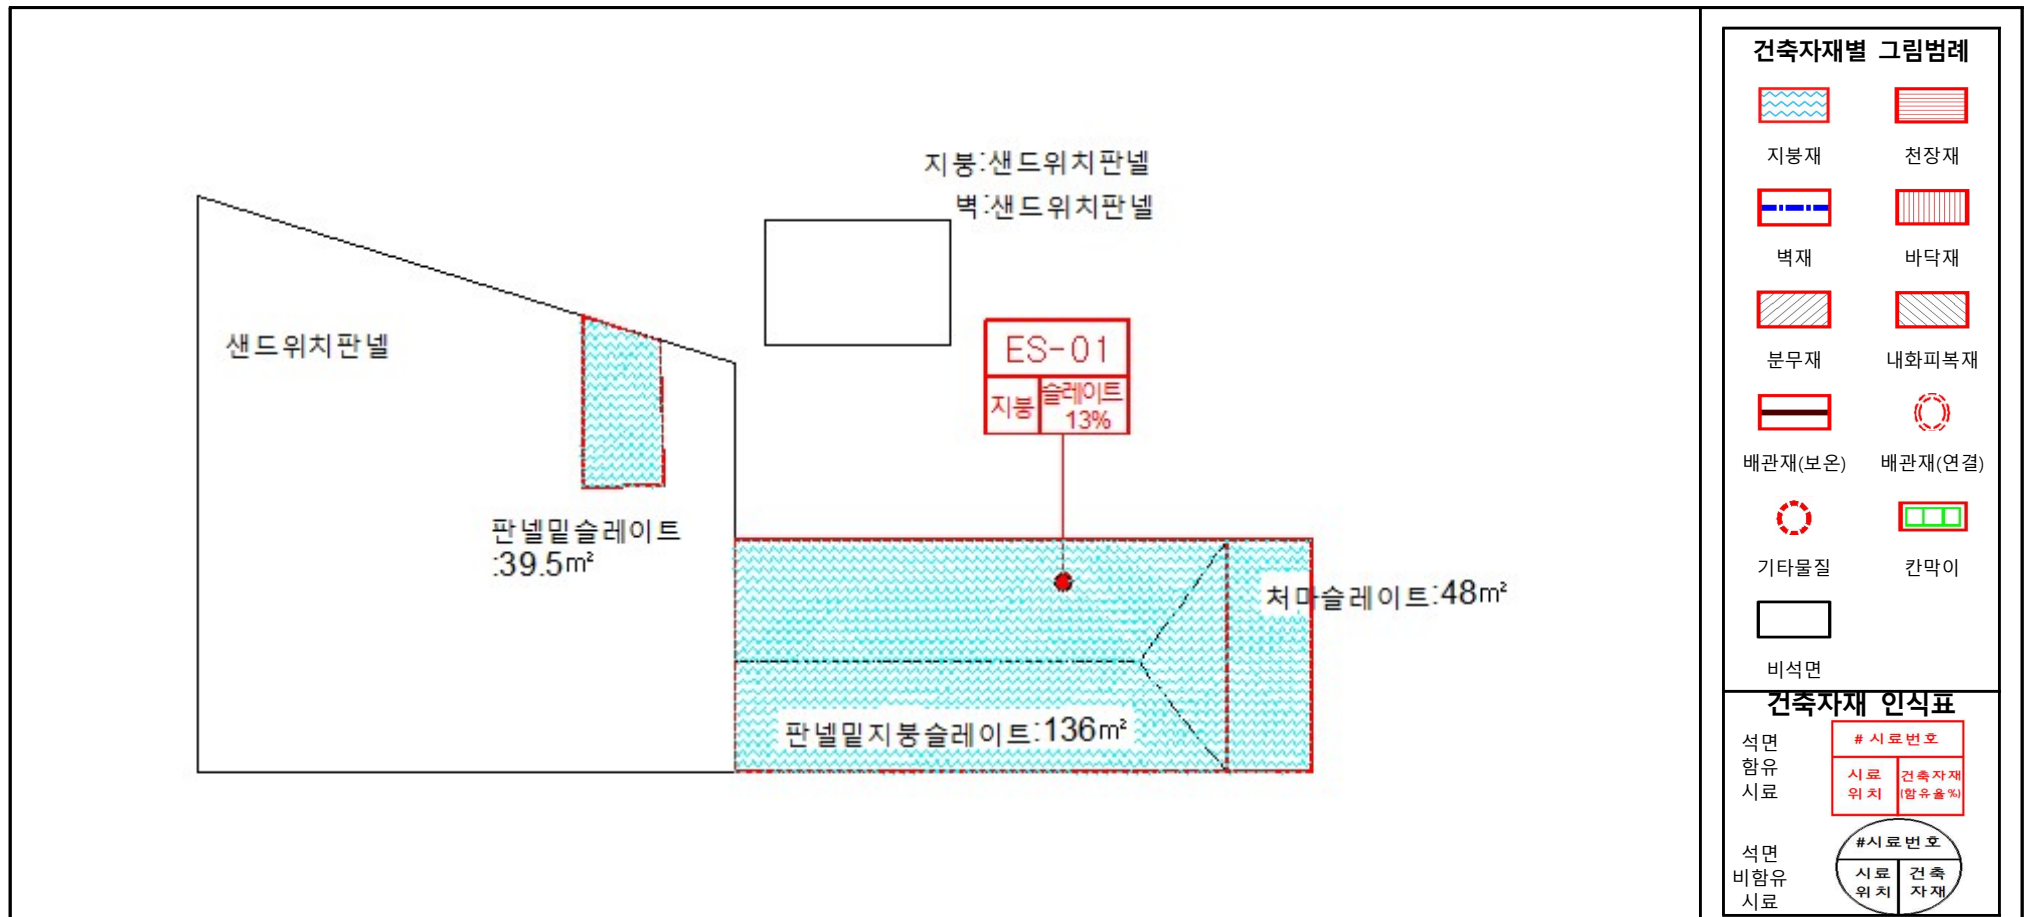 지붕:샌드위치판넬
벽:샌드위치판넬
샌드위치판넬
ES-01
지붕
슬레이트
13%
판넬밑슬레이트
:39.5m²
처마슬레이트:48m²
판넬밑지붕슬레이트:136m²
건축자재별 그림범례
지붕재
천장재
벽재
바닥재
분무재
내화피복재
배관재(보온)
배관재(연결)
기타물질
칸막이
비석면
건축자재 인식표
석면
함유
시료
# 시료번호
시료
위치
건축자재
(함유율%)
석면
비함유
시료
#시료번호
시료
위치
건축
자재